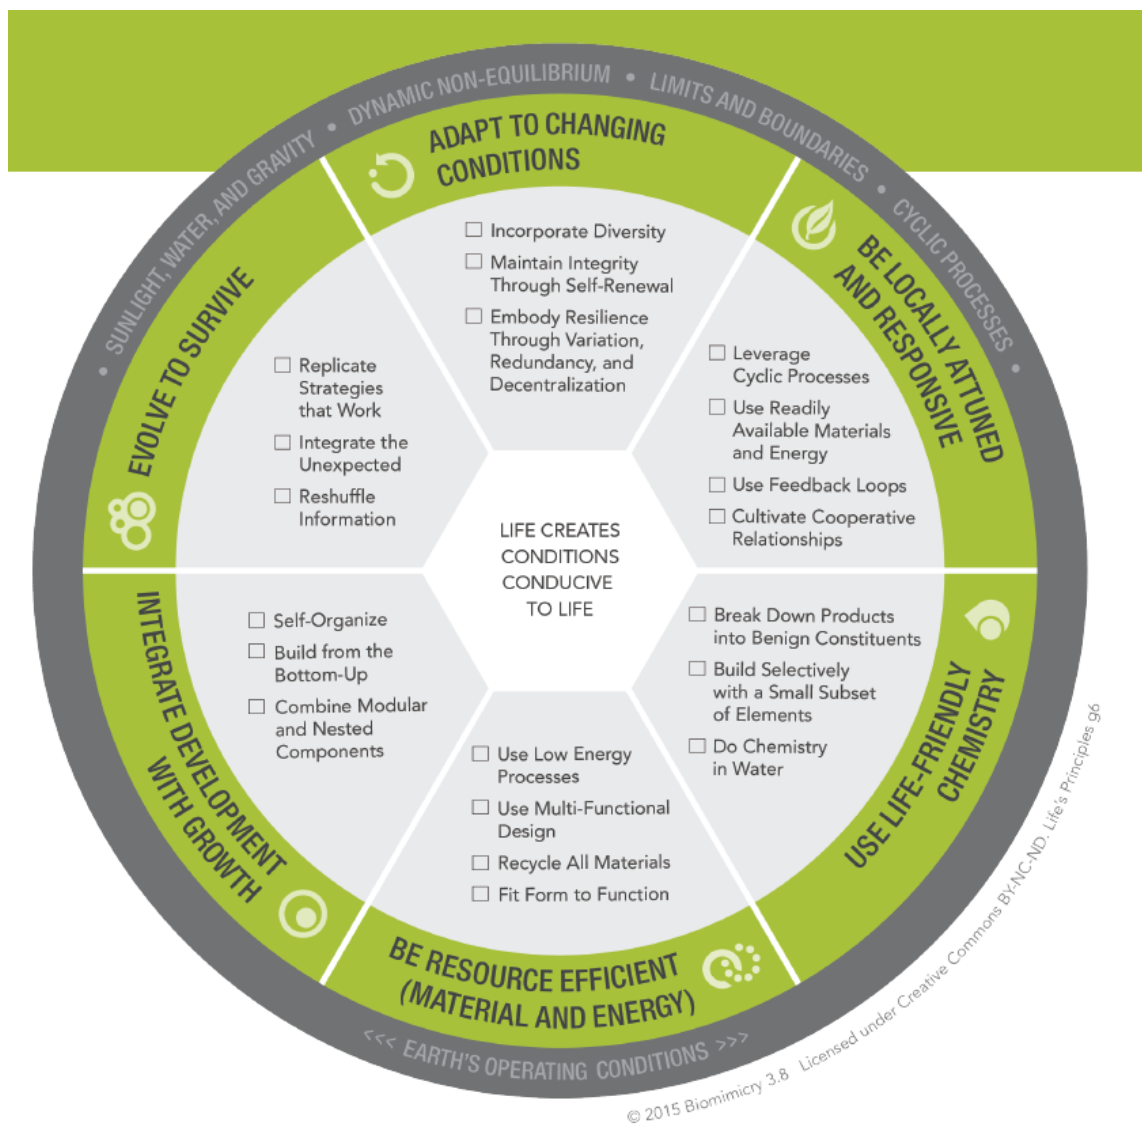 • SUNLIGHT, WATER, AND GRAVITY • DYNAMIC NON-EQUILIBRIUM • LIMITS AND BOUNDARIES • CYCLIC PROCESSES •
ADAPT TO CHANGING
CONDITIONS
Incorporate Diversity
Maintain Integrity
Through Self-Renewal
Embody Resilience
Through Variation,
Redundancy, and
Decentralization
BE LOCALLY ATTUNED
AND RESPONSIVE
Leverage
Cyclic Processes
Use Readily
Available Materials
and Energy
Use Feedback Loops
Cultivate Cooperative
Relationships
USE LIFE-FRIENDLY
CHEMISTRY
Break Down Products
into Benign Constituents
Build Selectively
with a Small Subset
of Elements
Do Chemistry
in Water
BE RESOURCE EFFICIENT
(MATERIAL AND ENERGY)
Use Low Energy
Processes
Use Multi-Functional
Design
Recycle All Materials
Fit Form to Function
INTEGRATE DEVELOPMENT
WITH GROWTH
Self-Organize
Build from the
Bottom-Up
Combine Modular
and Nested
Components
EVOLVE TO SURVIVE
Replicate
Strategies
that Work
Integrate the
Unexpected
Reshuffle
Information
LIFE CREATES
CONDITIONS
CONDUCIVE
TO LIFE
<<< EARTH'S OPERATING CONDITIONS >>>
© 2015 Biomimicry 3.8 Licensed under Creative Commons BY-NC-ND. Life's Principles g6